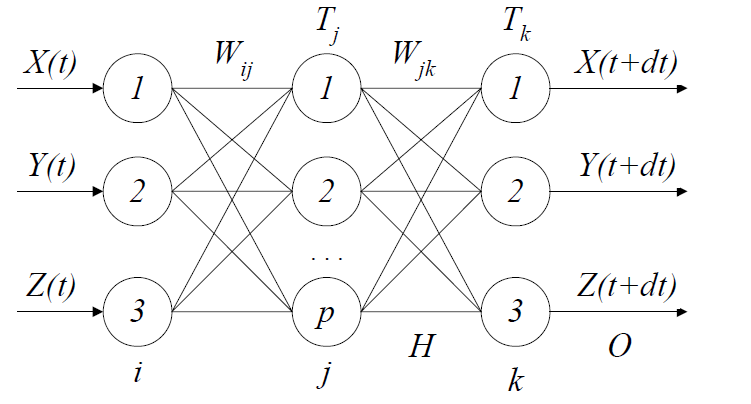 T_j T_k
X(t) W_ij W_jk X(t+dt)
1 1 1
Y(t) Y(t+dt)
2 2 2
...
Z(t) Z(t+dt)
3 p 3
H O
i j k